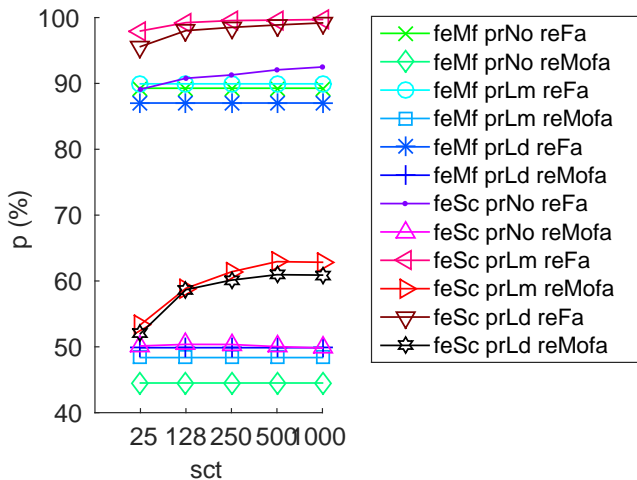 100
90
80
70
60
50
40
p (%)
25 128 250 500 1000
sct
feMf prNo reFa
feMf prNo reMofa
feMf prLm reFa
feMf prLm reMofa
feMf prLd reFa
feMf prLd reMofa
feSc prNo reFa
feSc prNo reMofa
feSc prLm reFa
feSc prLm reMofa
feSc prLd reFa
feSc prLd reMofa